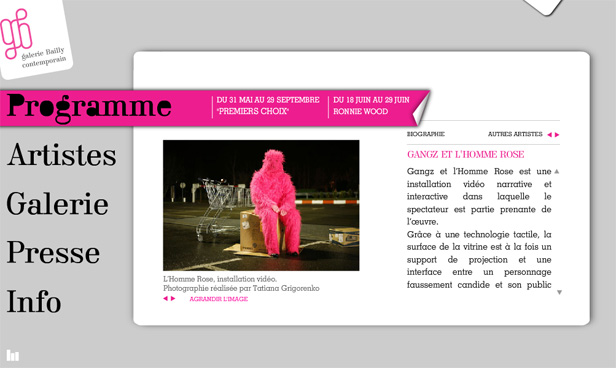 galerie Bailly
contemporain
Programme
DU 31 MAI AU 29 SEPTEMBRE
"PREMIERS CHOIX"
DU 18 JUIN AU 29 JUIN
RONNIE WOOD
Artistes
Galerie
Presse
Info
L'Homme Rose, installation vidéo.
Photographie réalisée par Tatiana Grigorenko
AGRANDIR L'IMAGE
BIOGRAPHIE
AUTRES ARTISTES
GANGZ ET L'HOMME ROSE
Gangz et l'Homme Rose est une
installation vidéo narrative et
interactive dans laquelle le
spectateur est partie prenante de
l'œuvre.
Grâce à une technologie tactile, la
surface de la vitrine est à la fois un
support de projection et une
interface entre un personnage
faussement candide et son public